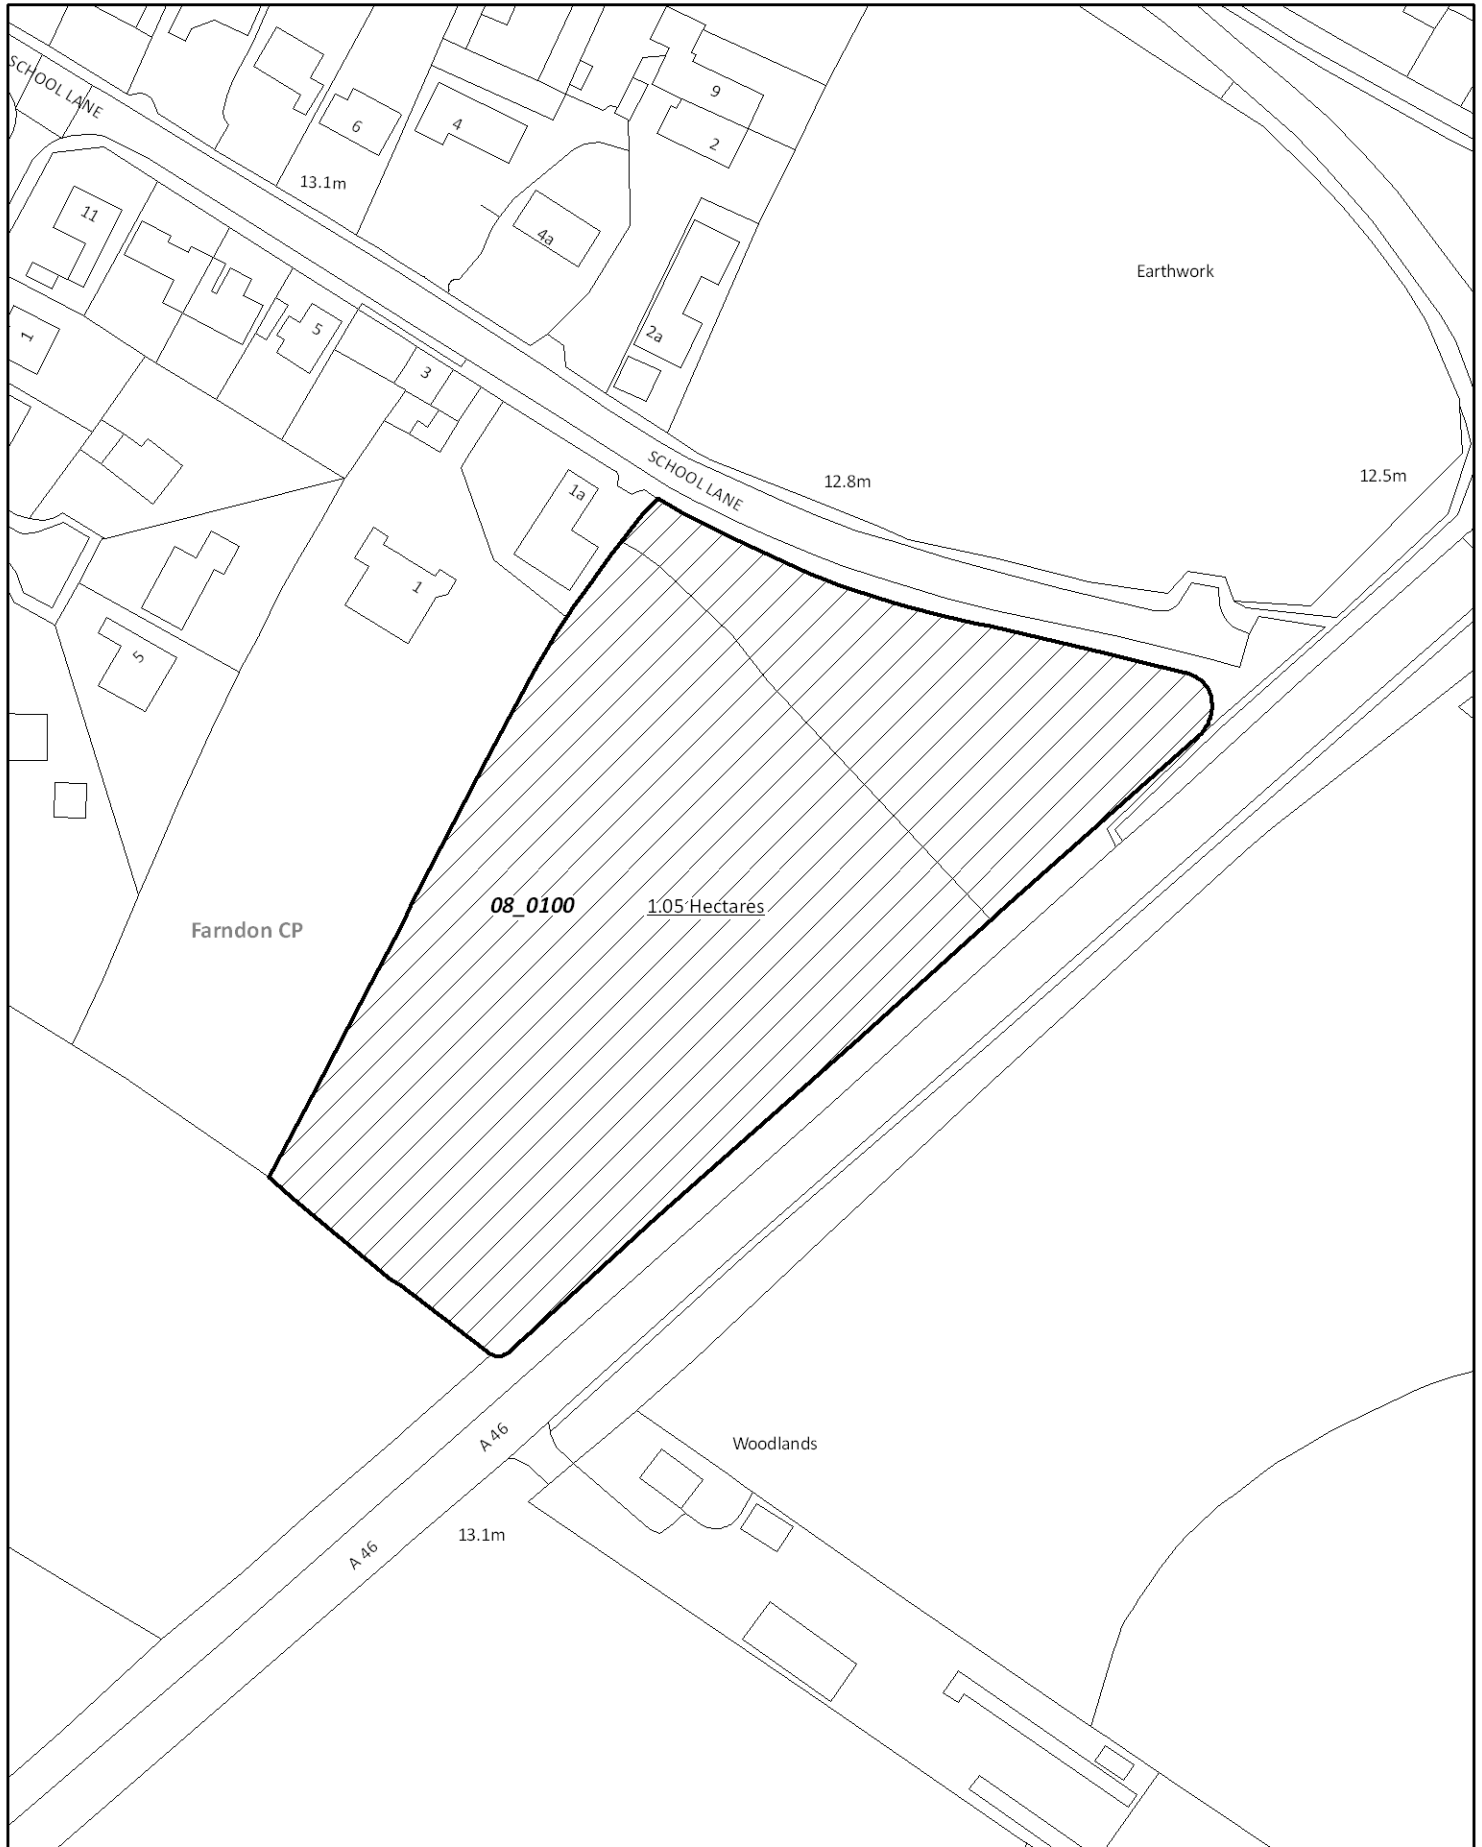 SCHOOL LANE
9
6
4
2
13.1m
11
4a
Earthwork
5
2a
1
3
SCHOOL LANE
12.8m
12.5m
1a
1
5
08_0100
1.05 Hectares
Farndon CP
A 46
Woodlands
13.1m
A 46